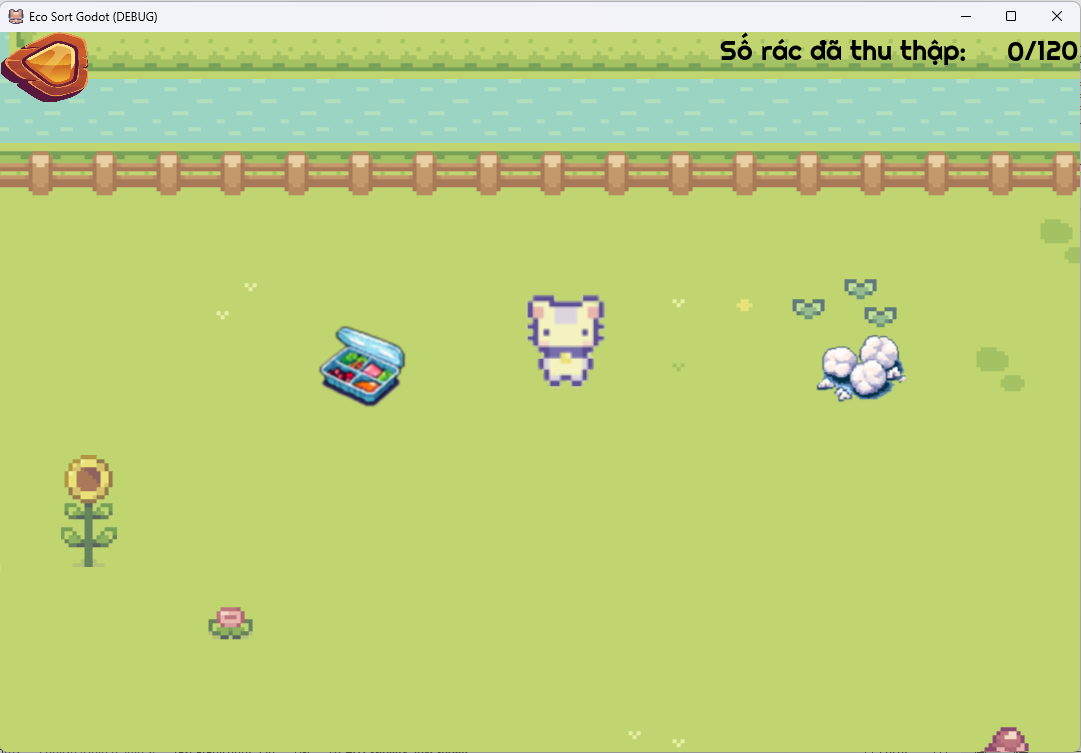 Eco Sort Godot (DEBUG)
Số rác đã thu thập: 0/120